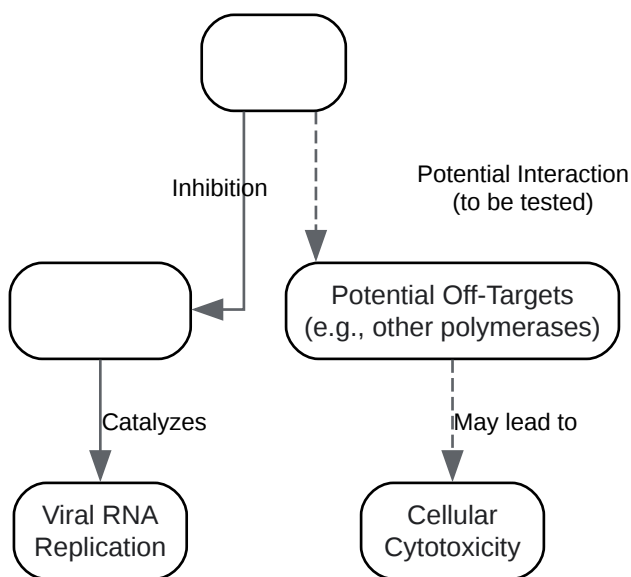 Inhibition
Potential Interaction
(to be tested)
Potential Off-Targets
(e.g., other polymerases)
Catalyzes
May lead to
Viral RNA
Replication
Cellular
Cytotoxicity